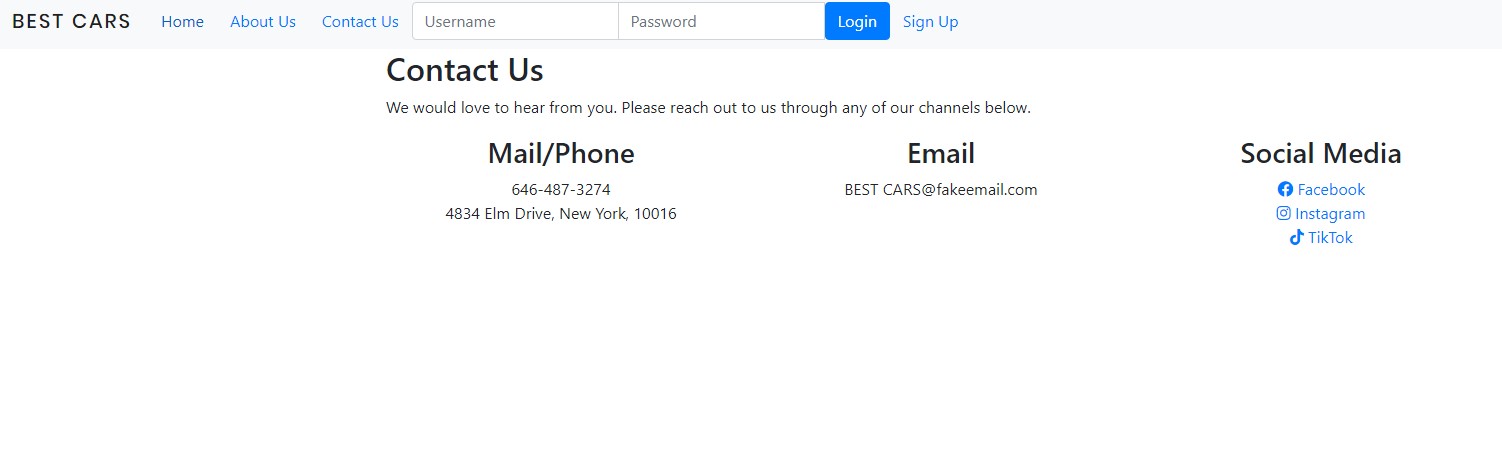 BEST CARS Home About Us Contact Us Username Password Login Sign Up
Contact Us
We would love to hear from you. Please reach out to us through any of our channels below.
Mail/Phone
646-487-3274
4834 Elm Drive, New York, 10016
Email
BEST CARS@fakeemail.com
Social Media
Facebook
Instagram
TikTok